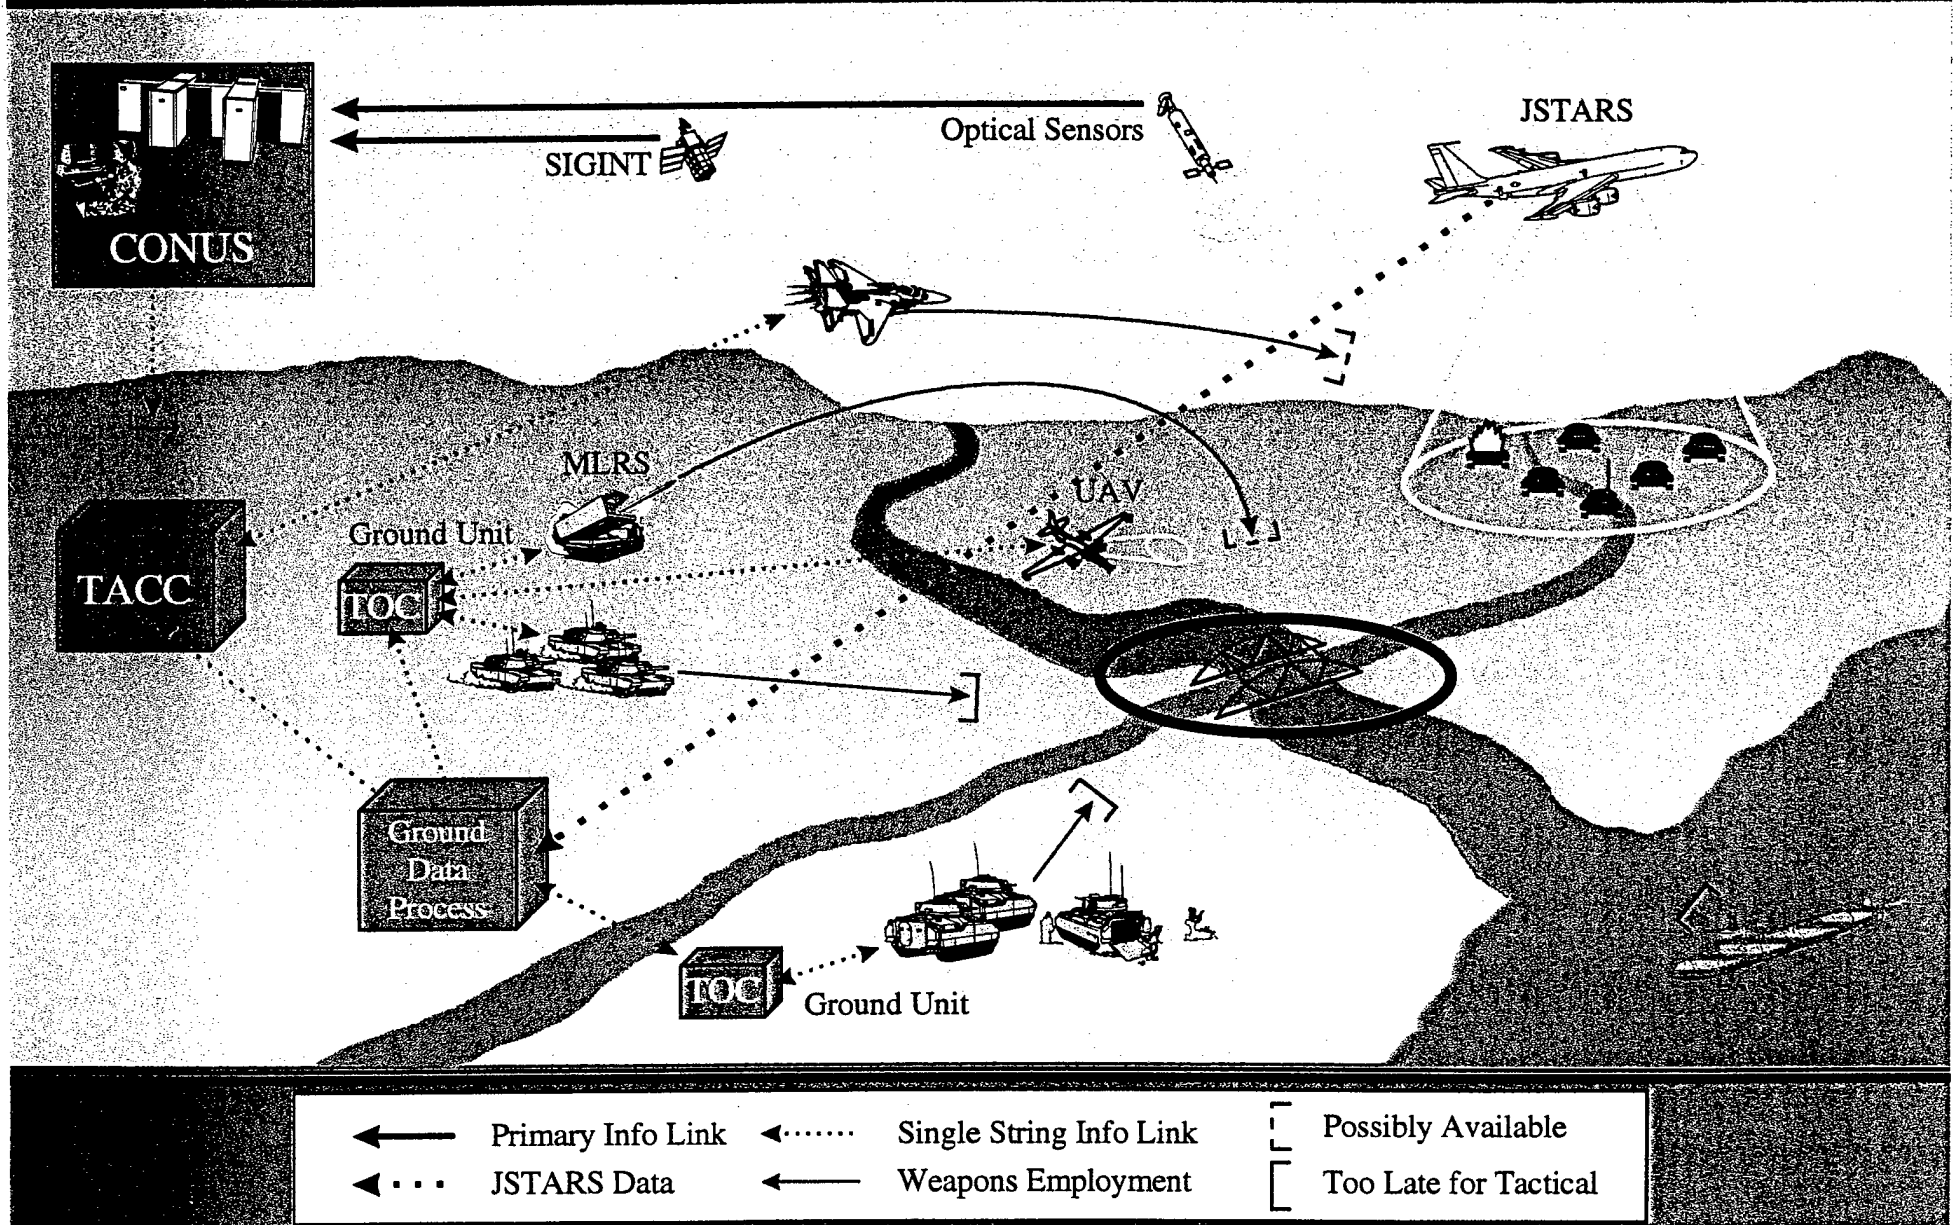 JSTARS
Optical Sensors
SIGINT
CONUS
MLRS
UAV
Ground Unit
TACC
TOC
Ground
Data
Process
TOC
Ground Unit
Primary Info Link
Single String Info Link
Possibly Available
JSTARS Data
Weapons Employment
Too Late for Tactical